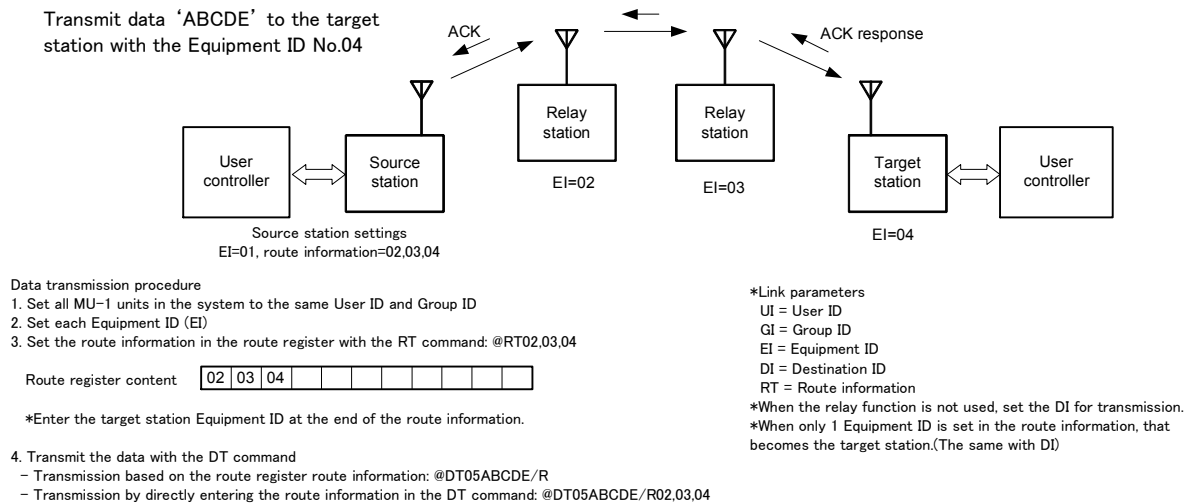 Transmit data ‘ABCDE’ to the target
station with the Equipment ID No.04
ACK
ACK response
User
controller
Source
station
Relay
station
Relay
station
Target
station
User
controller
EI=02
EI=03
EI=04
Source station settings
EI=01, route information=02,03,04
Data transmission procedure
1. Set all MU-1 units in the system to the same User ID and Group ID
2. Set each Equipment ID (EI)
3. Set the route information in the route register with the RT command: @RT02,03,04
Route register content 02 03 04
*Enter the target station Equipment ID at the end of the route information.
4. Transmit the data with the DT command
- Transmission based on the route register route information: @DT05ABCDE/R
- Transmission by directly entering the route information in the DT command: @DT05ABCDE/R02,03,04
*Link parameters
UI = User ID
GI = Group ID
EI = Equipment ID
DI = Destination ID
RT = Route information
*When the relay function is not used, set the DI for transmission.
*When only 1 Equipment ID is set in the route information, that
becomes the target station.(The same with DI)